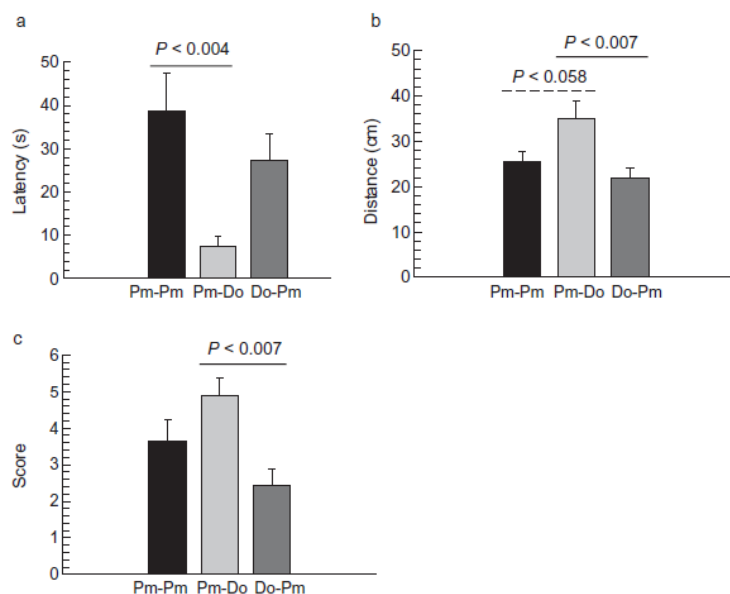 a
P < 0.004
50
40
30
20
10
0
Latency (s)
Pm-Pm Pm-Do Do-Pm
b
P < 0.007
P < 0.058
50
40
30
20
10
0
Distance (cm)
Pm-Pm Pm-Do Do-Pm
c
P < 0.007
6
5
4
3
2
1
0
Score
Pm-Pm Pm-Do Do-Pm